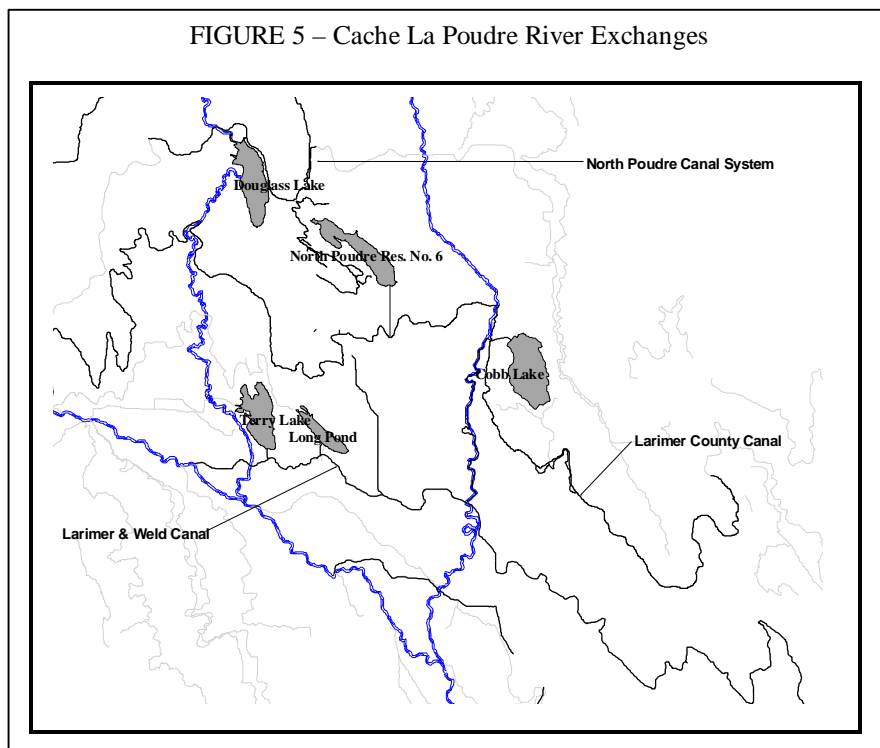 FIGURE 5 – Cache La Poudre River Exchanges
North Poudre Canal System
Douglass Lake
North Poudre Res. No. 6
Cobb Lake
Terry Lake
Long Pond
Larimer County Canal
Larimer & Weld Canal